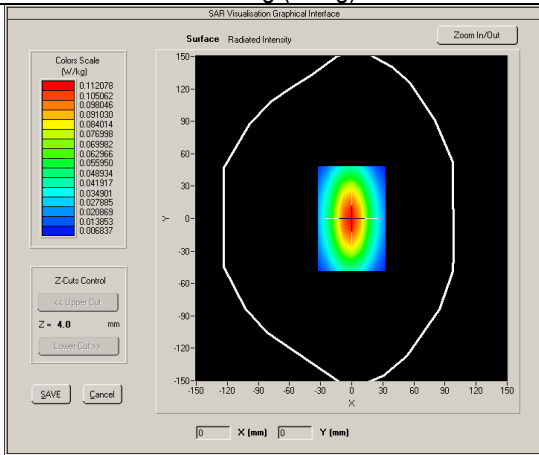 SAR Visualisation Graphical Interface
Surface Radiated Intensity
Zoom In/Out
Colors Scale
(W/kg)
0.112078
0.105062
0.098046
0.091030
0.084014
0.076998
0.069982
0.062966
0.055950
0.048934
0.041917
0.034901
0.027885
0.020869
0.013853
0.006837
Z-Cuts Control
<< Upper Cut
Z = 4.0 mm
Lower Cut >>
SAVE
Cancel
150
120
90
60
30
0
-30
-60
-90
-120
-150
Y
-150 -120 -90 -60 -30 0 30 60 90 120 150
X
0 X (mm) 0 Y (mm)